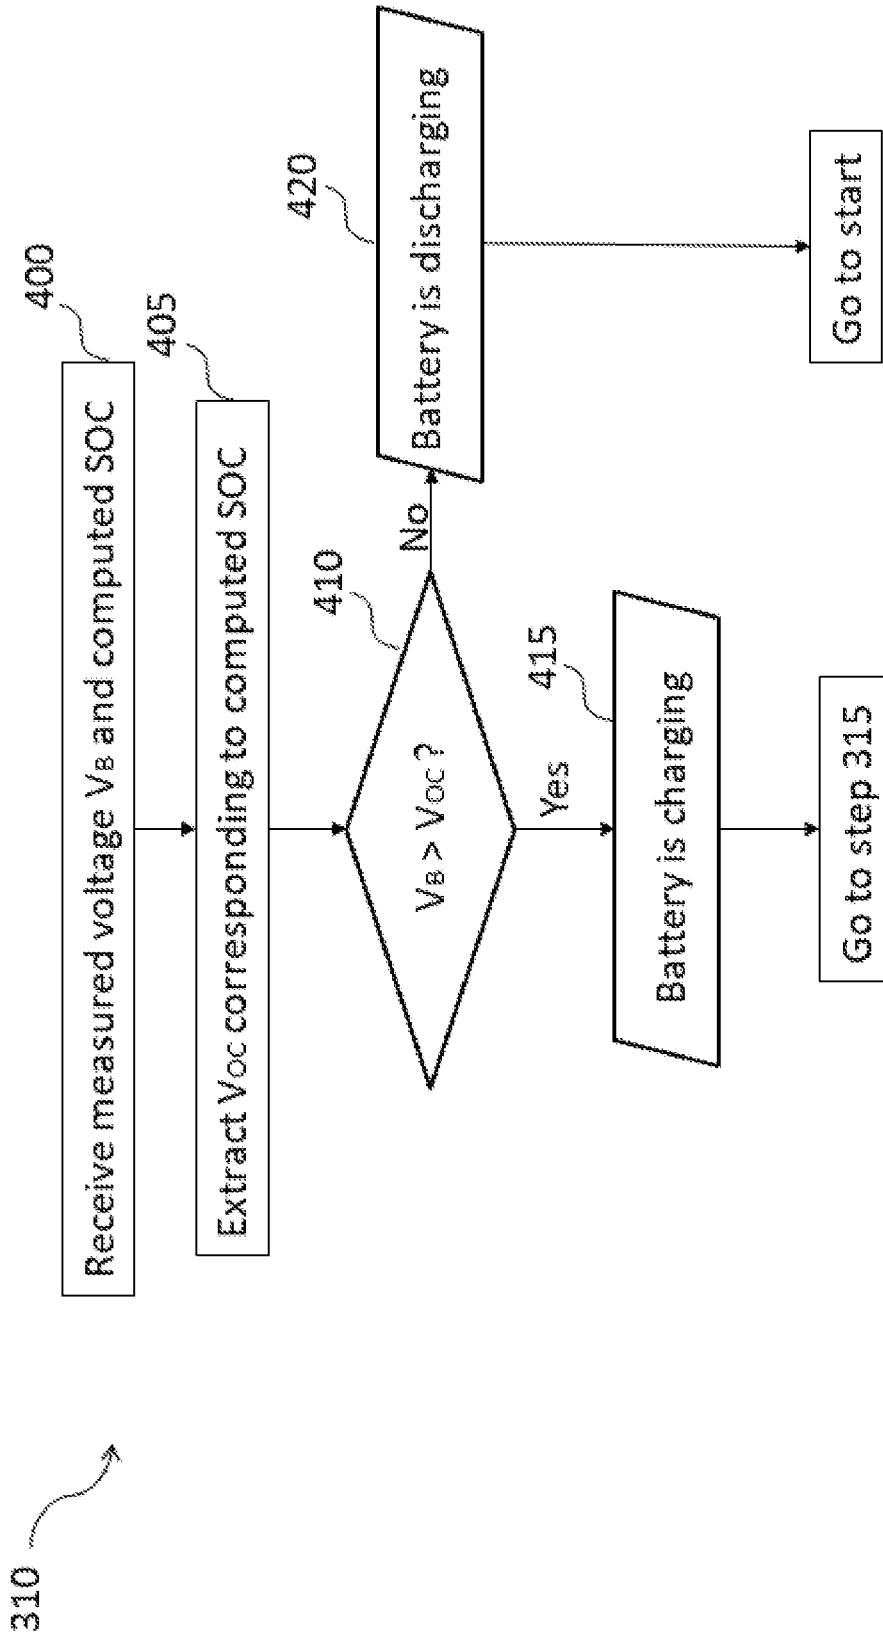 310
400
Receive measured voltage VB and computed SOC
405
Extract VOC corresponding to computed SOC
410
VB > VOC?
No
420
Battery is discharging
Yes
415
Battery is charging
Go to step 315
Go to start